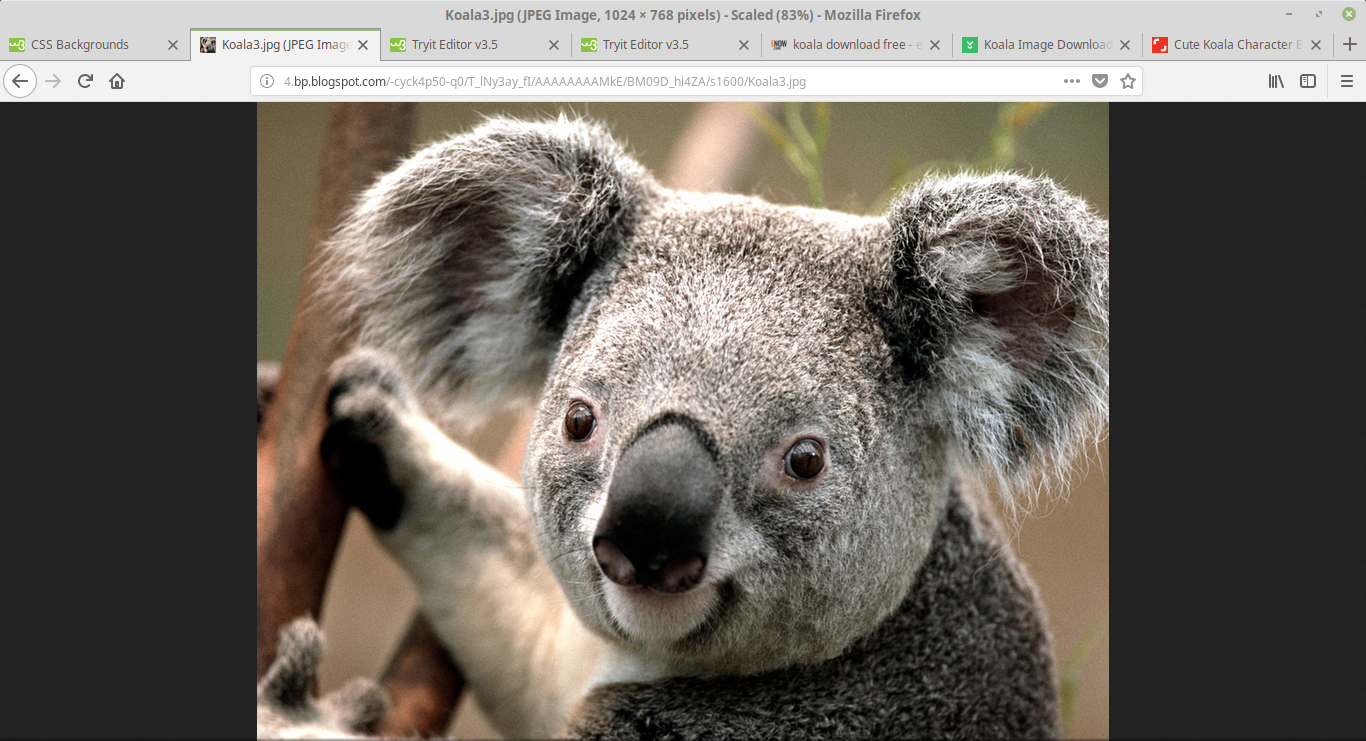 Koala3.jpg (JPEG Image, 1024 × 768 pixels) - Scaled (83%) - Mozilla Firefox
CSS Backgrounds
Koala3.jpg (JPEG Image
Tryit Editor v3.5
Tryit Editor v3.5
koala download free - e
Koala Image Download
Cute Koala Character E
4.bp.blogspot.com/-cyck4p50-q0/T_lNy3ay_fI/AAAAAAAAMkE/BM09D_hi4ZA/s1600/Koala3.jpg